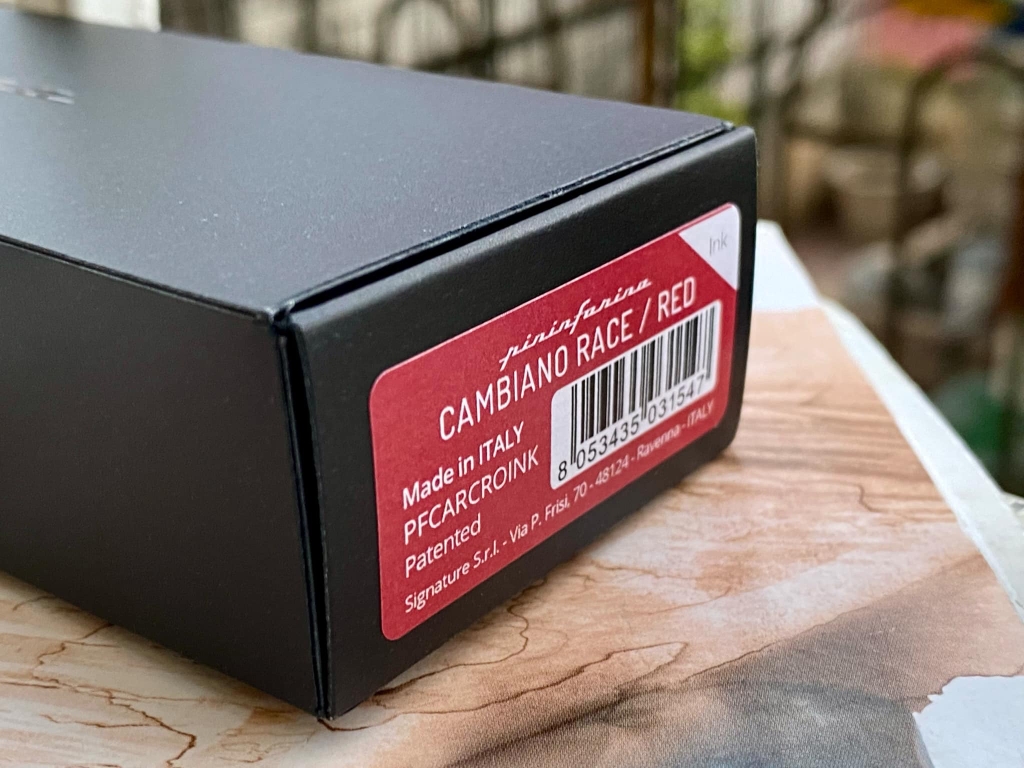 Ink
pininfarina
CAMBIANO RACE / RED
Made in ITALY
PFCARCROINK
Patented
8 053435 031547
Signature S.r.l. - Via P. Frisi, 70 - 48124 - Ravenna - ITALY